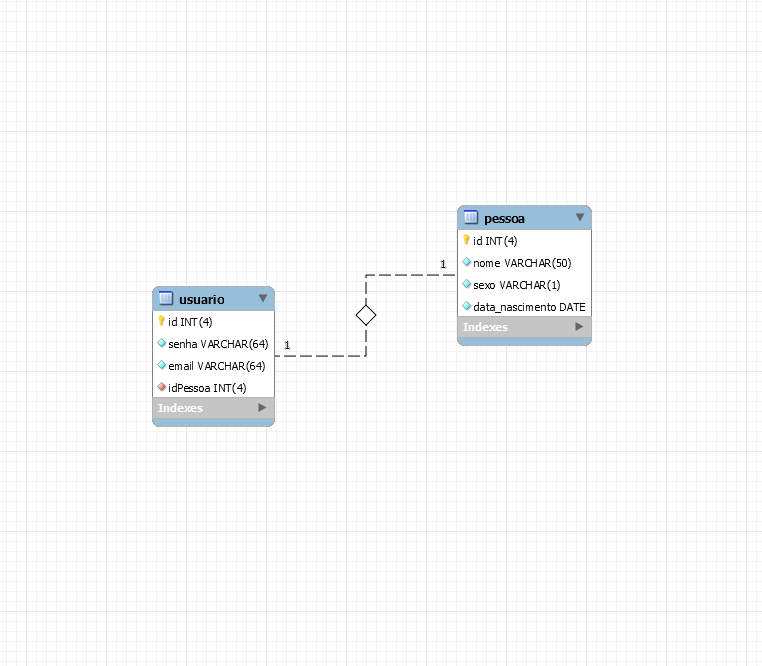 pessoa
id INT(4)
nome VARCHAR(50)
sexo VARCHAR(1)
data_nascimento DATE
Indexes
1
usuario
id INT(4)
senha VARCHAR(64)
email VARCHAR(64)
idPessoa INT(4)
Indexes
1